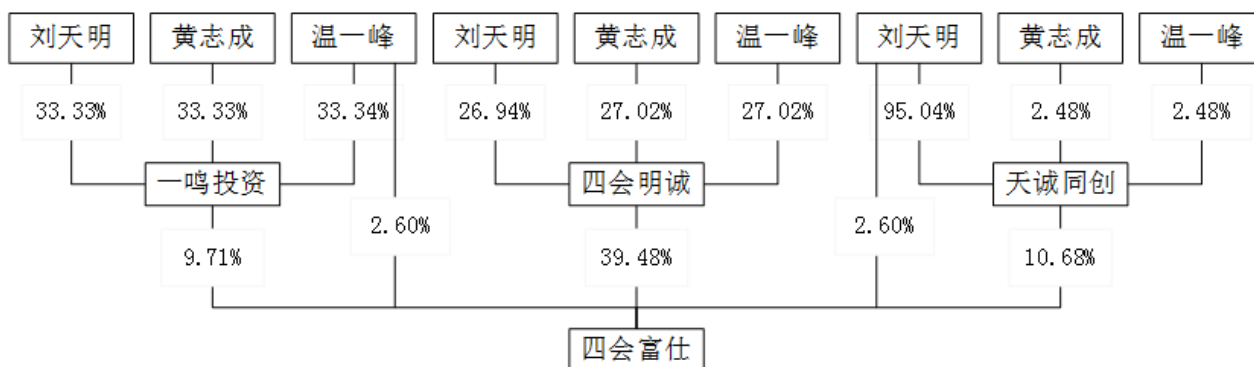 刘天明 黄志成 温一峰 刘天明 黄志成 温一峰 刘天明 黄志成 温一峰
33.33% 33.33% 33.34% 26.94% 27.02% 27.02% 95.04% 2.48% 2.48%
一鸣投资 四会明诚 天诚同创
2.60% 2.60%
9.71% 39.48% 10.68%
四会富仕